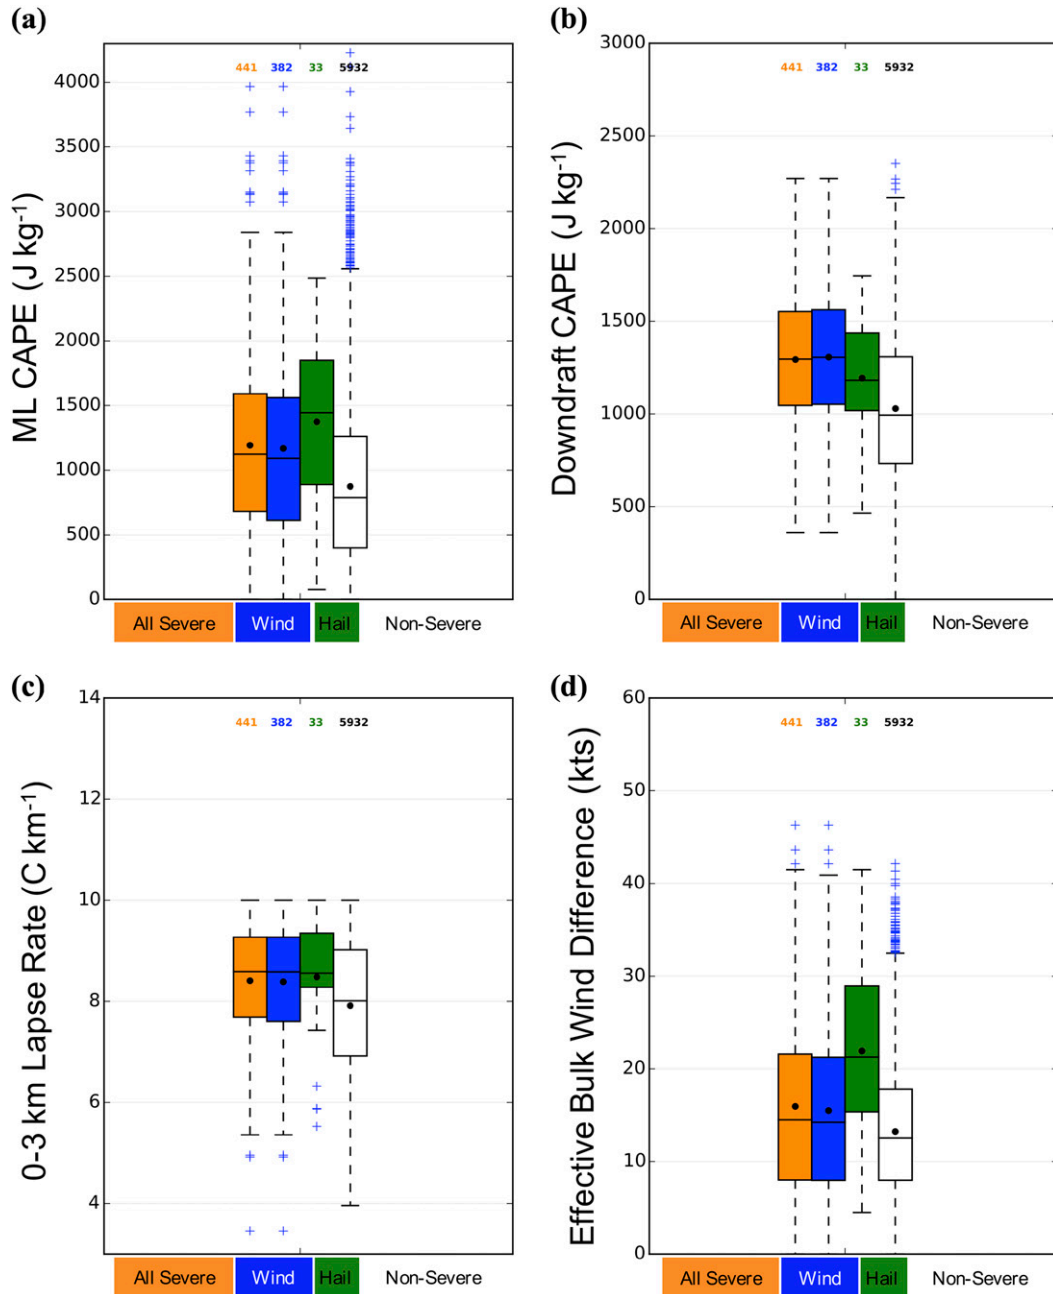 (a)
441 382 33 5932
ML CAPE (J kg-1)
4000
3500
3000
2500
2000
1500
1000
500
0
All Severe Wind Hail Non-Severe
(b)
441 382 33 5932
Downdraft CAPE (J kg-1)
3000
2500
2000
1500
1000
500
0
All Severe Wind Hail Non-Severe
(c)
441 382 33 5932
0-3 km Lapse Rate (C km-1)
14
12
10
8
6
4
All Severe Wind Hail Non-Severe
(d)
441 382 33 5932
Effective Bulk Wind Difference (kts)
60
50
40
30
20
10
0
All Severe Wind Hail Non-Severe